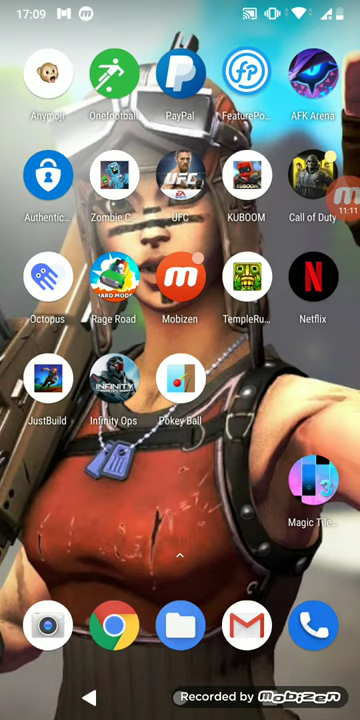 17:09
Anymoji
Onefootball
PayPal
FeaturePo...
AFK Arena
Authentic...
Zombie C...
UFC
KUBOOM
Call of Duty
11:11
Octopus
Rage Road
Mobizen
TempleRu...
Netflix
JustBuild
Infinity Ops
Pokey Ball
Magic Tile...
Recorded by mobizen